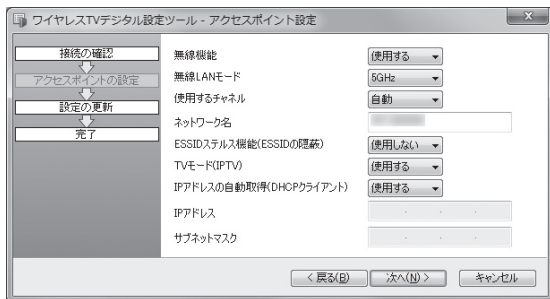 ワイヤレスTVデジタル設定ツール - アクセスポイント設定
接続の確認
アクセスポイントの設定
設定の更新
完了
無線機能 使用する
無線LANモード 5GHz
使用するチャネル 自動
ネットワーク名
ESSIDステルス機能(ESSIDの隠蔽) 使用しない
TVモード(IPTV) 使用する
IPアドレスの自動取得(DHCPクライアント) 使用する
IPアドレス
サブネットマスク
< 戻る(B) 次へ(N) > キャンセル